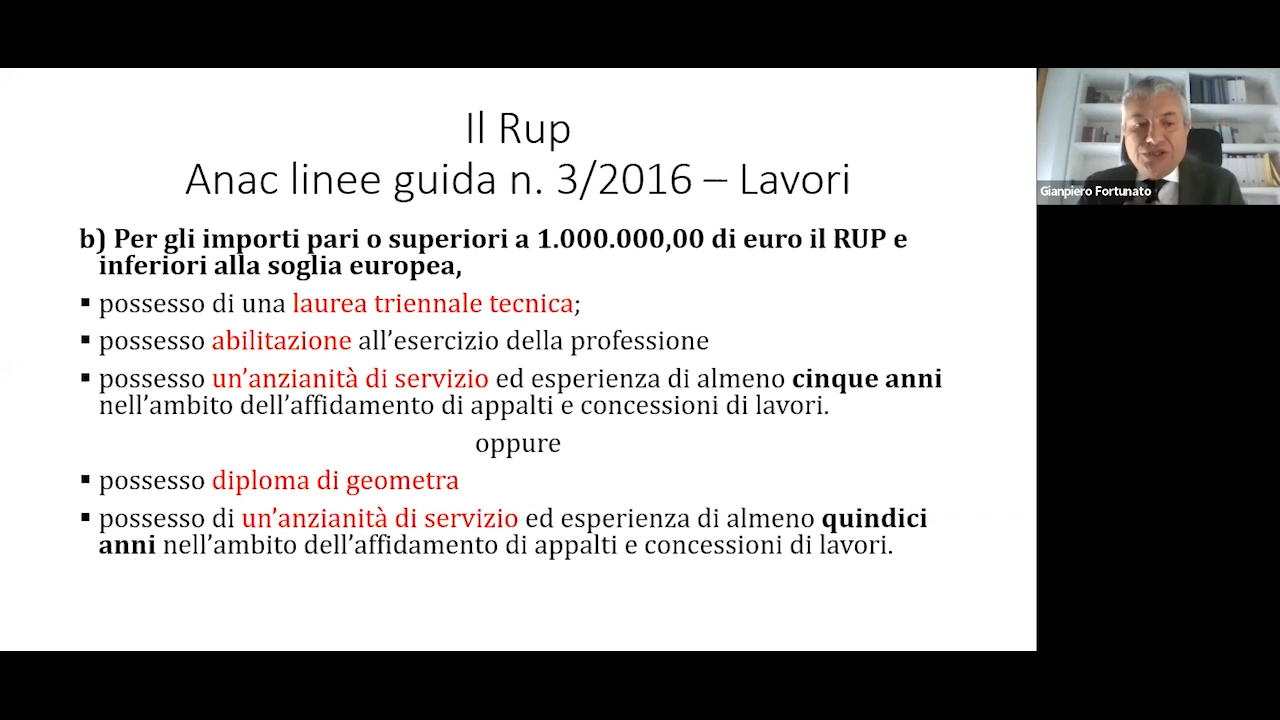 Il Rup
Anac linee guida n. 3/2016 – Lavori
b) Per gli importi pari o superiori a 1.000.000,00 di euro il RUP e
inferiori alla soglia europea,
▪ possesso di una laurea triennale tecnica;
▪ possesso abilitazione all’esercizio della professione
▪ possesso un’anzianità di servizio ed esperienza di almeno cinque anni
nell’ambito dell’affidamento di appalti e concessioni di lavori.
oppure
▪ possesso diploma di geometra
▪ possesso di un’anzianità di servizio ed esperienza di almeno quindici
anni nell’ambito dell’affidamento di appalti e concessioni di lavori.
Gianpiero Fortunato